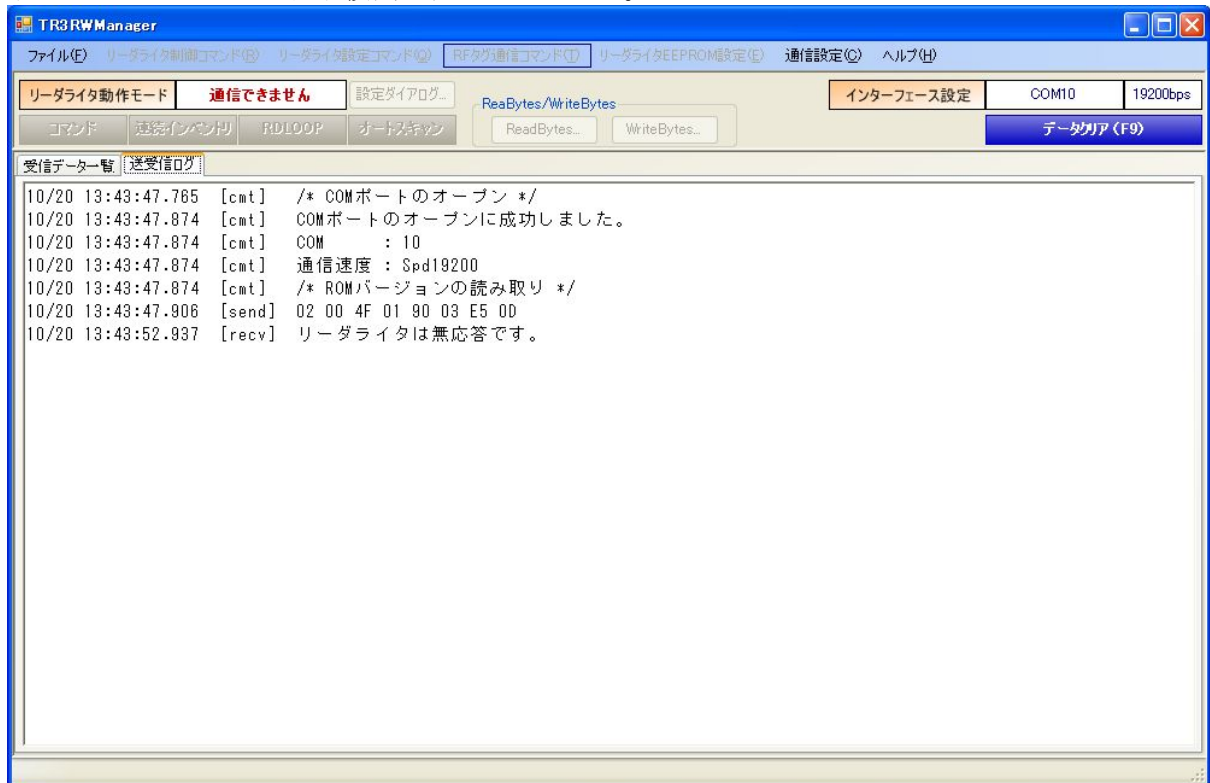 TR3RWManager
ファイル(F) リーダライタ制御コマンド(R) リーダライタ設定コマンド(Q) RFタグ通信コマンド(T) リーダライタEEPROM設定(E) 通信設定(C) ヘルプ(H)
リーダライタ動作モード 通信できません 設定ダイアログ... ReaBytes/WriteBytes インターフェース設定 COM10 19200bps
コマンド 連続インベントリ RDLOOP オートスキャン ReadBytes... WriteBytes... データクリア(F9)
受信データ一覧 送受信ログ
10/20 13:43:47.765 [cmt] /* COMポートのオープン */
10/20 13:43:47.874 [cmt] COMポートのオープンに成功しました。
10/20 13:43:47.874 [cmt] COM : 10
10/20 13:43:47.874 [cmt] 通信速度 : Spd19200
10/20 13:43:47.874 [cmt] /* ROMバージョンの読み取り */
10/20 13:43:47.906 [send] 02 00 4F 01 90 03 E5 0D
10/20 13:43:52.937 [recv] リーダライタは無応答です。